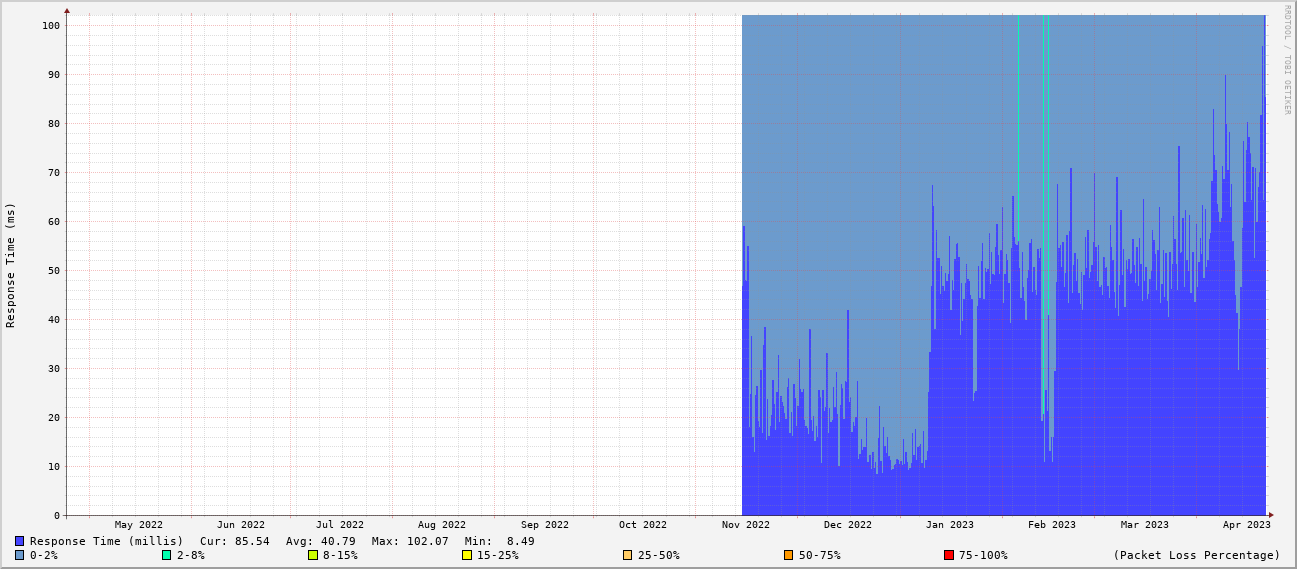 RRDTOOL / TOBI OETIKER
Response Time (ms)
100
90
80
70
60
50
40
30
20
10
0
May 2022 Jun 2022 Jul 2022 Aug 2022 Sep 2022 Oct 2022 Nov 2022 Dec 2022 Jan 2023 Feb 2023 Mar 2023 Apr 2023
Response Time (millis) Cur: 85.54 Avg: 40.79 Max: 102.07 Min: 8.49
0-2% 2-8% 8-15% 15-25% 25-50% 50-75% 75-100% (Packet Loss Percentage)